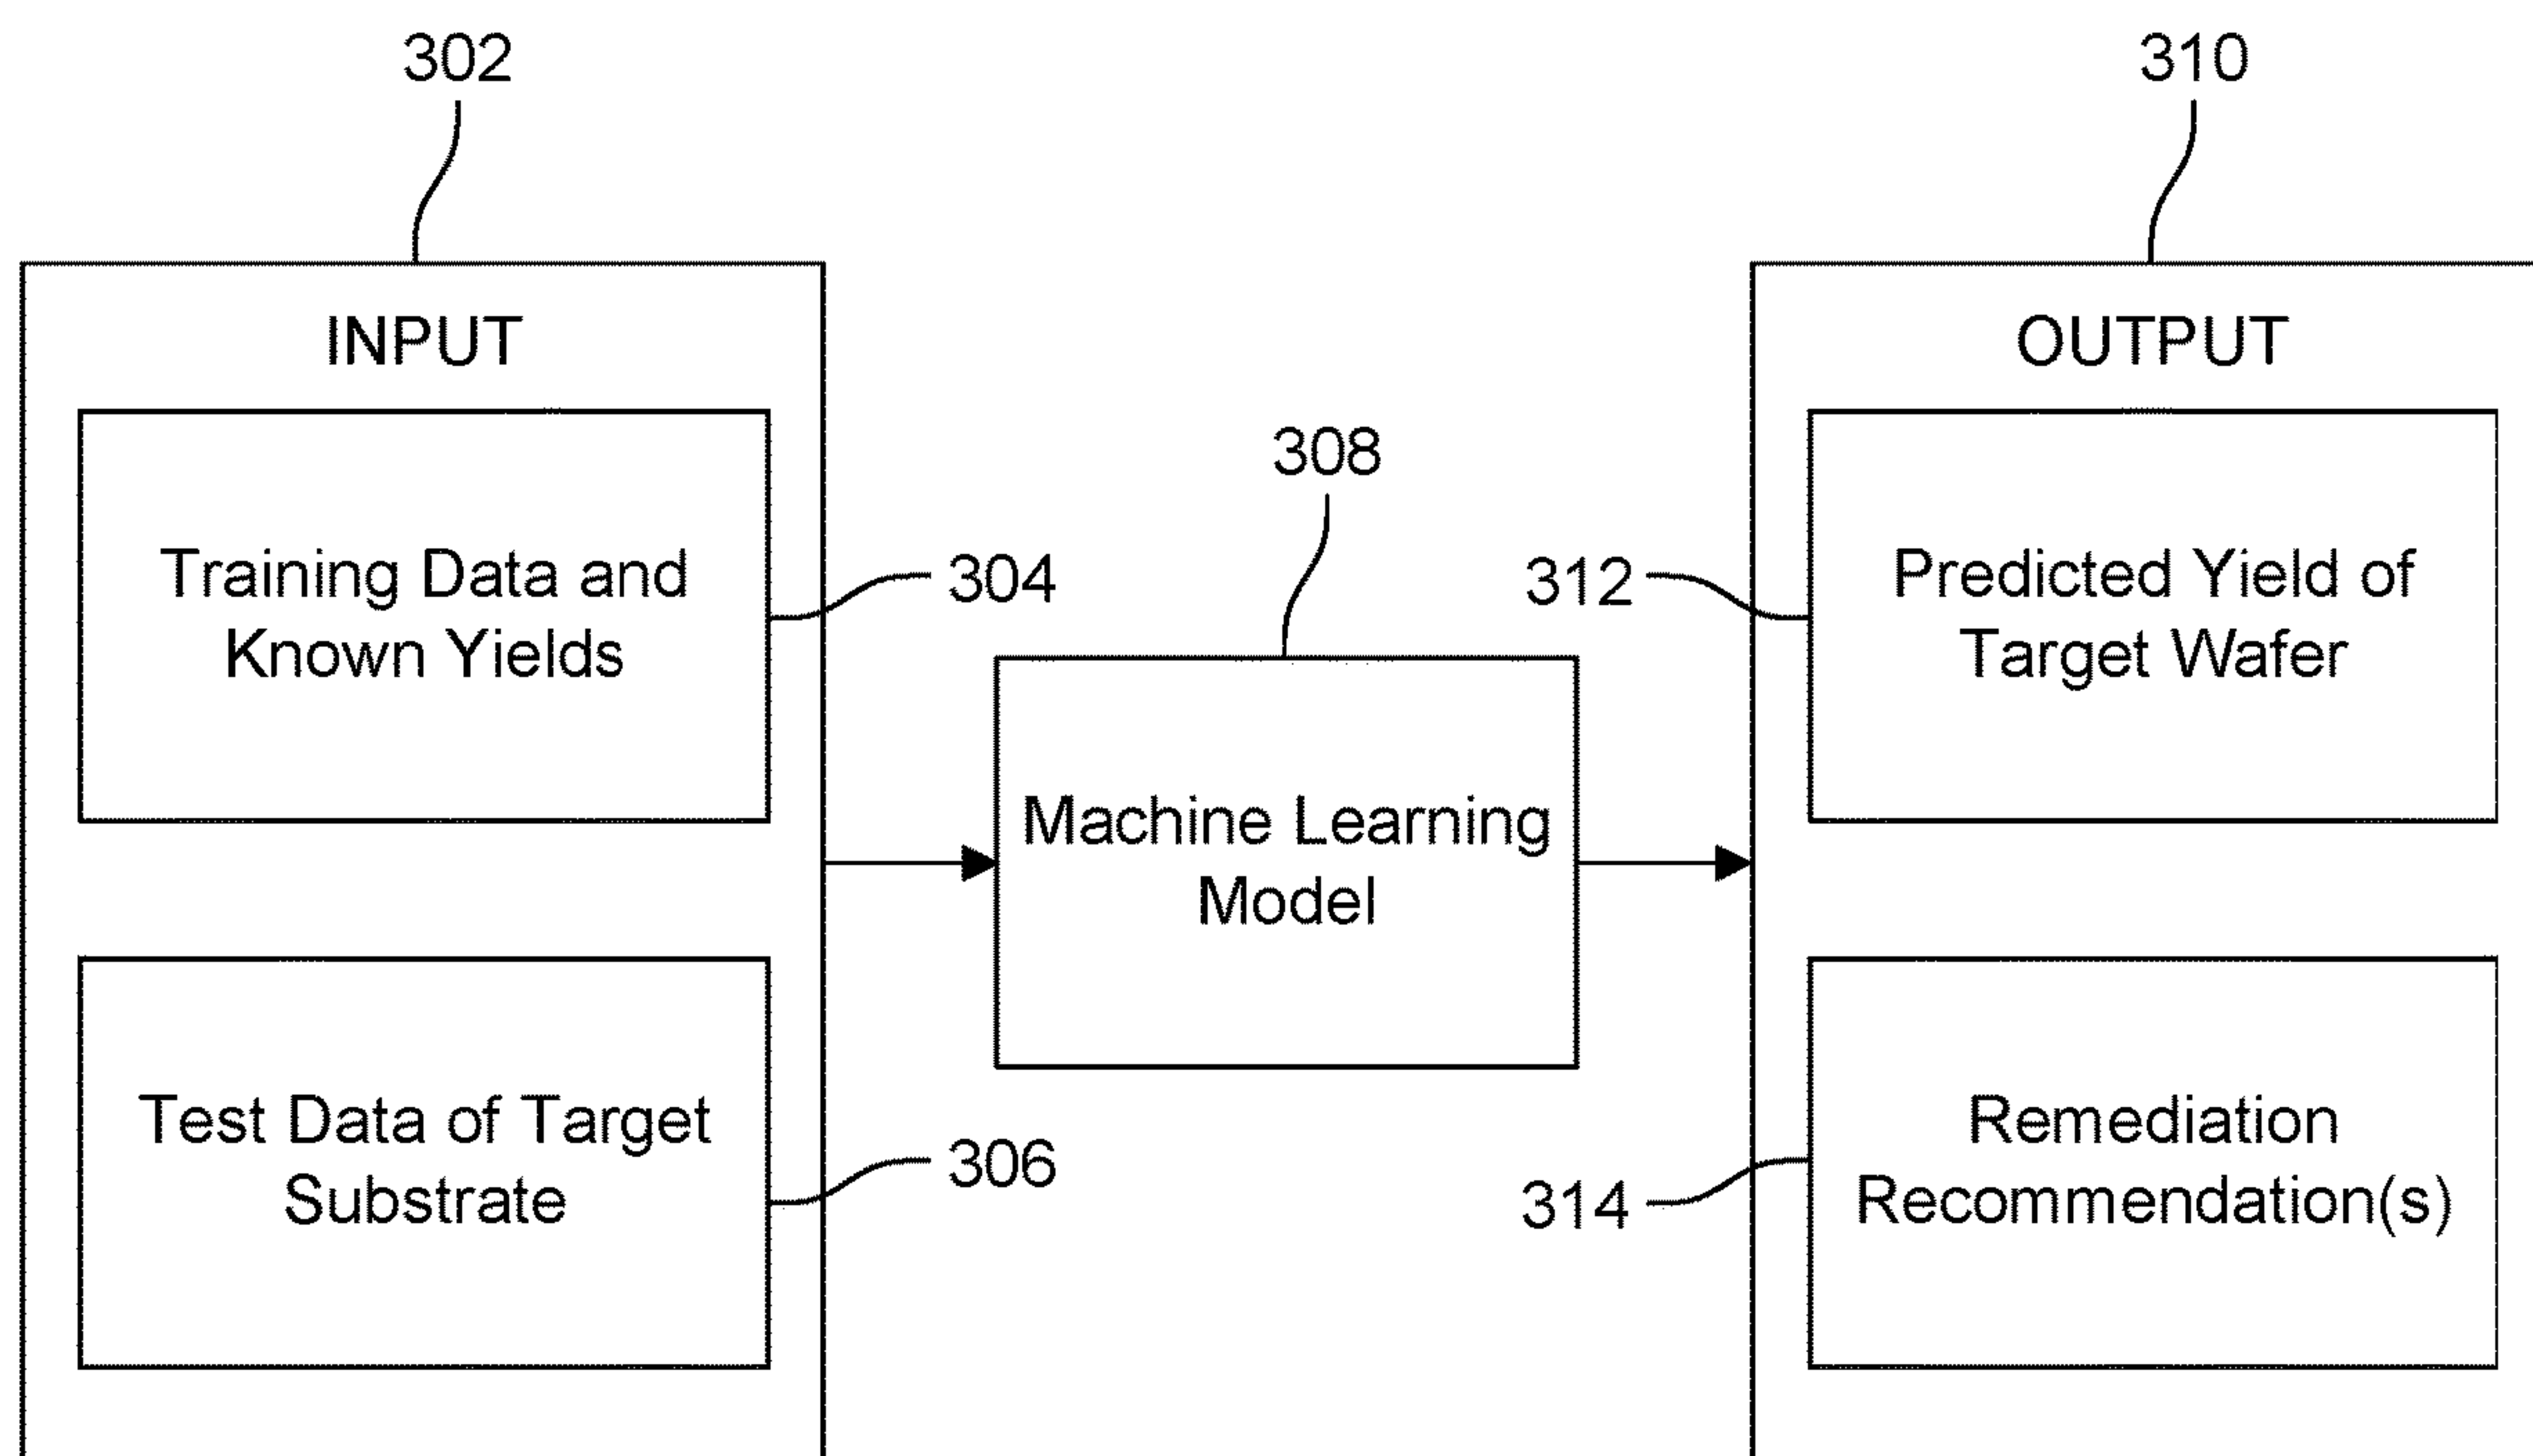 302
310
INPUT
OUTPUT
308
Training Data and
Known Yields
304
312
Predicted Yield of
Target Wafer
Machine Learning
Model
Test Data of Target
Substrate
306
314
Remediation
Recommendation(s)